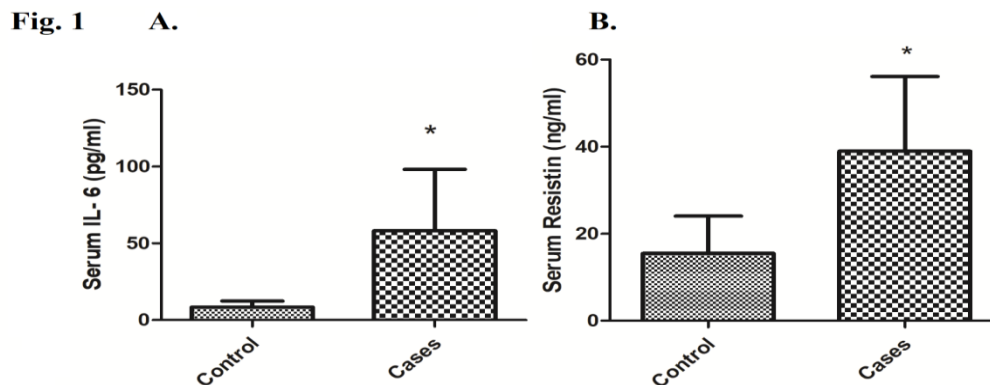 Fig. 1 A. B.
Serum IL- 6 (pg/ml)
150
100
50
0
*
Control
Cases
Serum Resistin (ng/ml)
60
40
20
0
*
Control
Cases